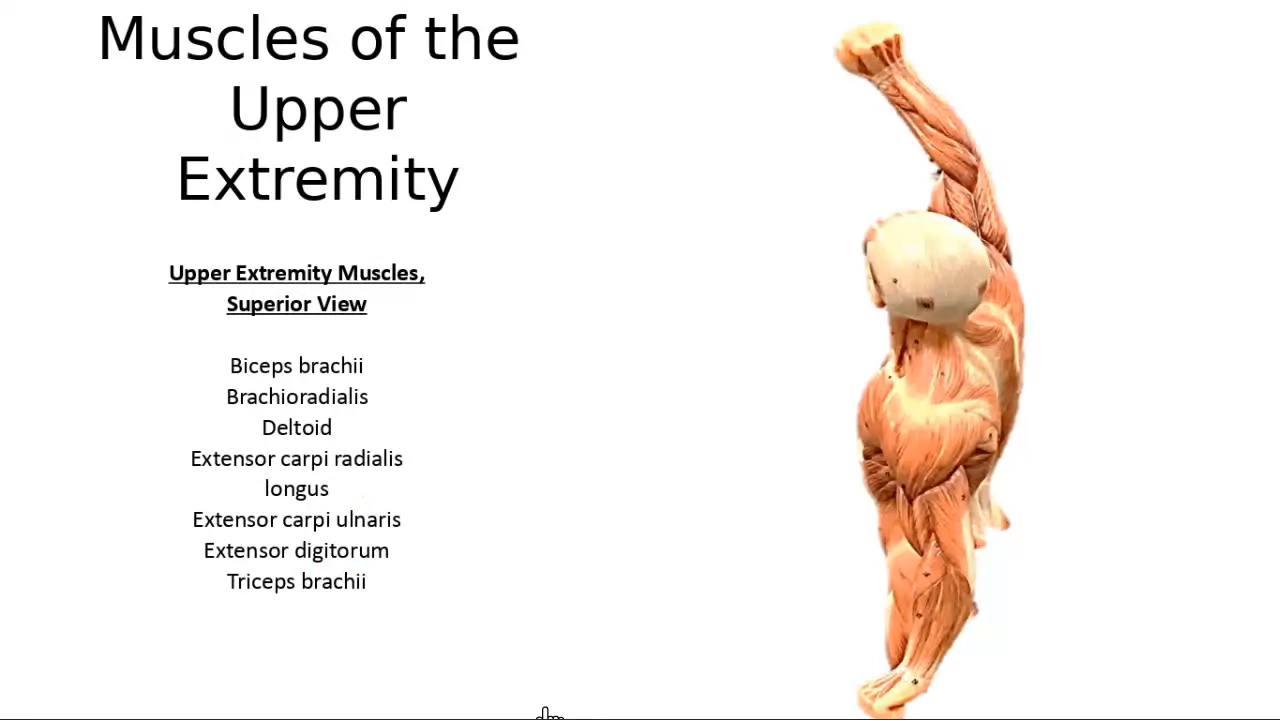 Muscles of the
Upper
Extremity
Upper Extremity Muscles,
Superior View
Biceps brachii
Brachioradialis
Deltoid
Extensor carpi radialis
longus
Extensor carpi ulnaris
Extensor digitorum
Triceps brachii